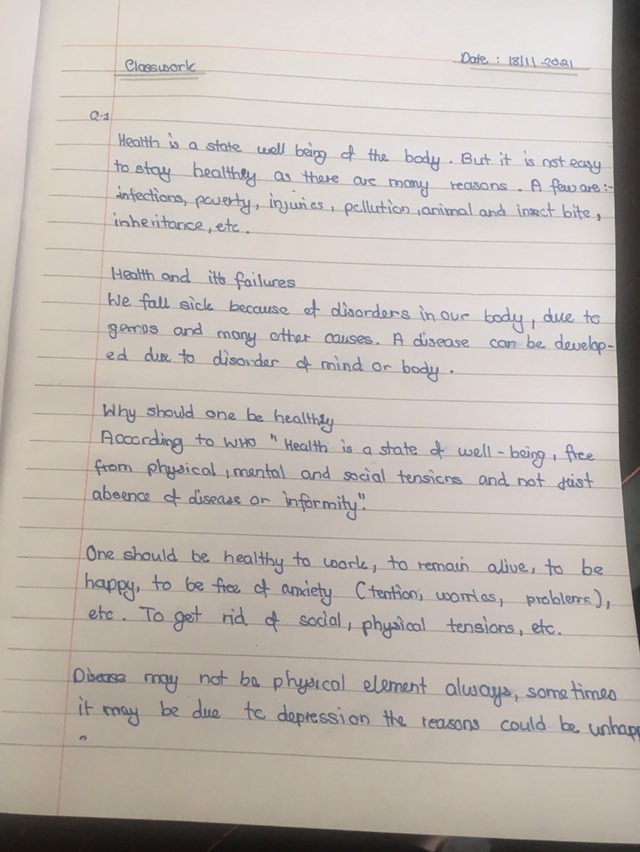 Classwork
Date : 18/11 2021
Q.1
Health is a state well being of the body. But it is not easy
to stay healthly as there are many reasons. A few are :-
infections, poverty, injuries, pollution, animal and insect bite,
inheritance, etc.
Health and its failures
We fall sick because of disorders in our body, due to
germs and many other causes. A disease can be develop-
ed due to disorder of mind or body.
Why should one be healthly
According to WHO "Health is a state of well-being, free
from physical, mental and social tensions and not just
absence of disease or informity".
One should be healthy to work, to remain alive, to be
happy, to be free of anxiety (tention, worries, problems),
etc. To get rid of social, physical tensions, etc.
Disease may not be physical element always, sometimes
it may be due to depression the reasons could be unhapp